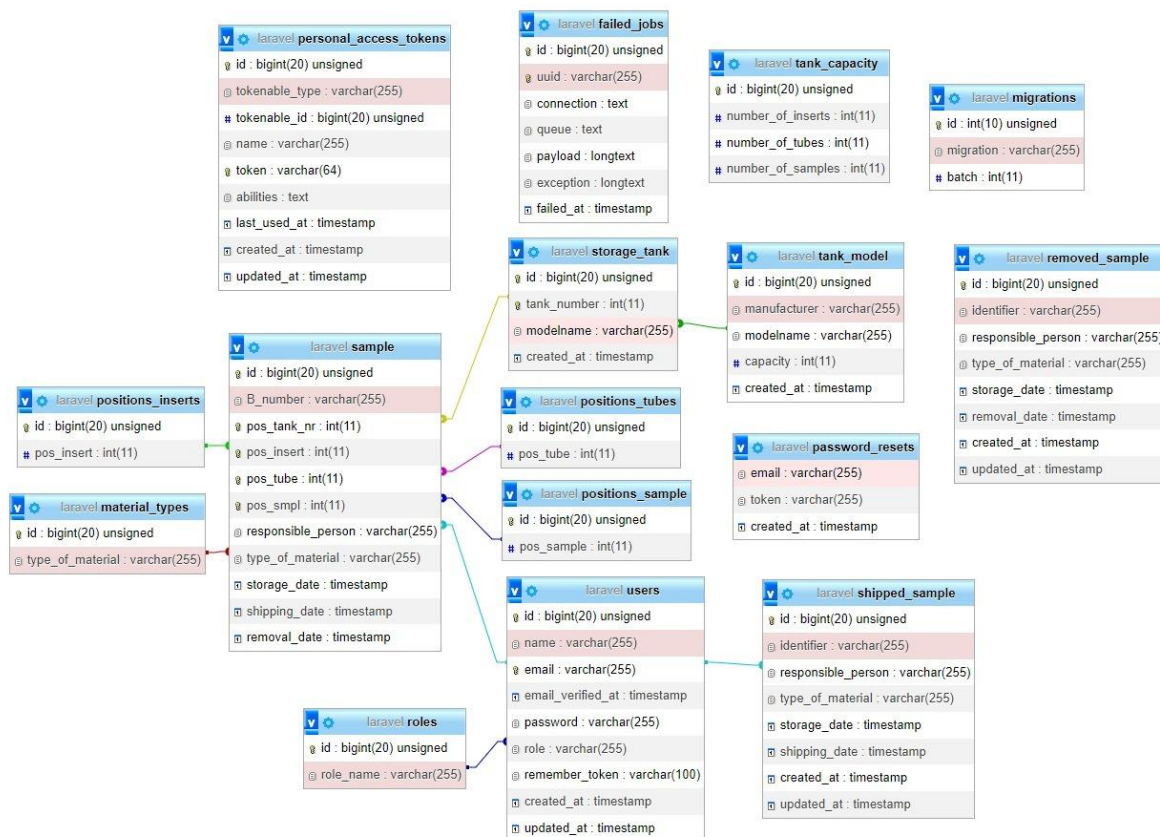 laravel personal_access_tokens
id : bigint(20) unsigned
tokenable_type : varchar(255)
tokenable_id : bigint(20) unsigned
name : varchar(255)
token : varchar(64)
abilities : text
last_used_at : timestamp
created_at : timestamp
updated_at : timestamp
laravel failed_jobs
id : bigint(20) unsigned
uuid : varchar(255)
connection : text
queue : text
payload : longtext
exception : longtext
failed_at : timestamp
laravel tank_capacity
id : bigint(20) unsigned
number_of_inserts : int(11)
number_of_tubes : int(11)
number_of_samples : int(11)
laravel migrations
id : int(10) unsigned
migration : varchar(255)
batch : int(11)
laravel storage_tank
id : bigint(20) unsigned
tank_number : int(11)
modelname : varchar(255)
created_at : timestamp
laravel tank_model
id : bigint(20) unsigned
manufacturer : varchar(255)
modelname : varchar(255)
capacity : int(11)
created_at : timestamp
laravel removed_sample
id : bigint(20) unsigned
identifier : varchar(255)
responsible_person : varchar(255)
type_of_material : varchar(255)
storage_date : timestamp
removal_date : timestamp
created_at : timestamp
updated_at : timestamp
laravel sample
id : bigint(20) unsigned
B_number : varchar(255)
pos_tank_nr : int(11)
pos_insert : int(11)
pos_tube : int(11)
pos_smpl : int(11)
responsible_person : varchar(255)
type_of_material : varchar(255)
storage_date : timestamp
shipping_date : timestamp
removal_date : timestamp
laravel positions_inserts
id : bigint(20) unsigned
pos_insert : int(11)
laravel positions_tubes
id : bigint(20) unsigned
pos_tube : int(11)
laravel password_resets
email : varchar(255)
token : varchar(255)
created_at : timestamp
laravel material_types
id : bigint(20) unsigned
type_of_material : varchar(255)
laravel positions_sample
id : bigint(20) unsigned
pos_sample : int(11)
laravel users
id : bigint(20) unsigned
name : varchar(255)
email : varchar(255)
email_verified_at : timestamp
password : varchar(255)
role : varchar(255)
remember_token : varchar(100)
created_at : timestamp
updated_at : timestamp
laravel shipped_sample
id : bigint(20) unsigned
identifier : varchar(255)
responsible_person : varchar(255)
type_of_material : varchar(255)
storage_date : timestamp
shipping_date : timestamp
created_at : timestamp
updated_at : timestamp
laravel roles
id : bigint(20) unsigned
role_name : varchar(255)